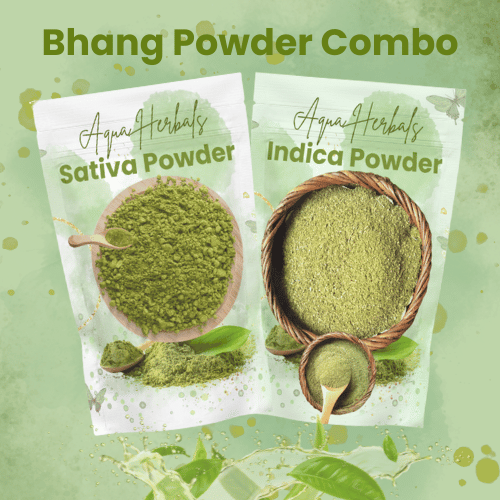 Bhang Powder Combo
AquaHerbals
Sativa Powder
AquaHerbals
Indica Powder